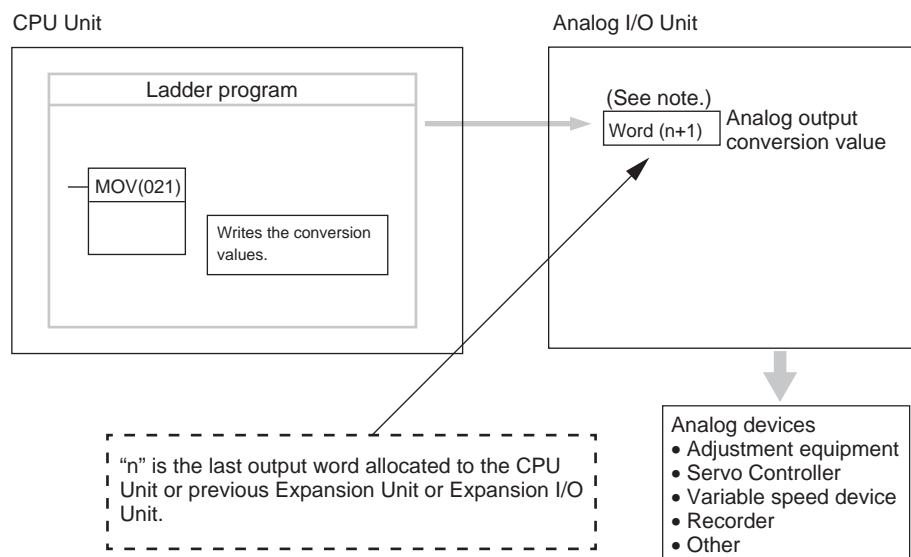 CPU Unit
Analog I/O Unit
Ladder program
(See note.)
Word (n+1)
Analog output
conversion value
MOV(021)
Writes the conversion
values.
“n” is the last output word allocated to the CPU
Unit or previous Expansion Unit or Expansion I/O
Unit.
Analog devices
• Adjustment equipment
• Servo Controller
• Variable speed device
• Recorder
• Other